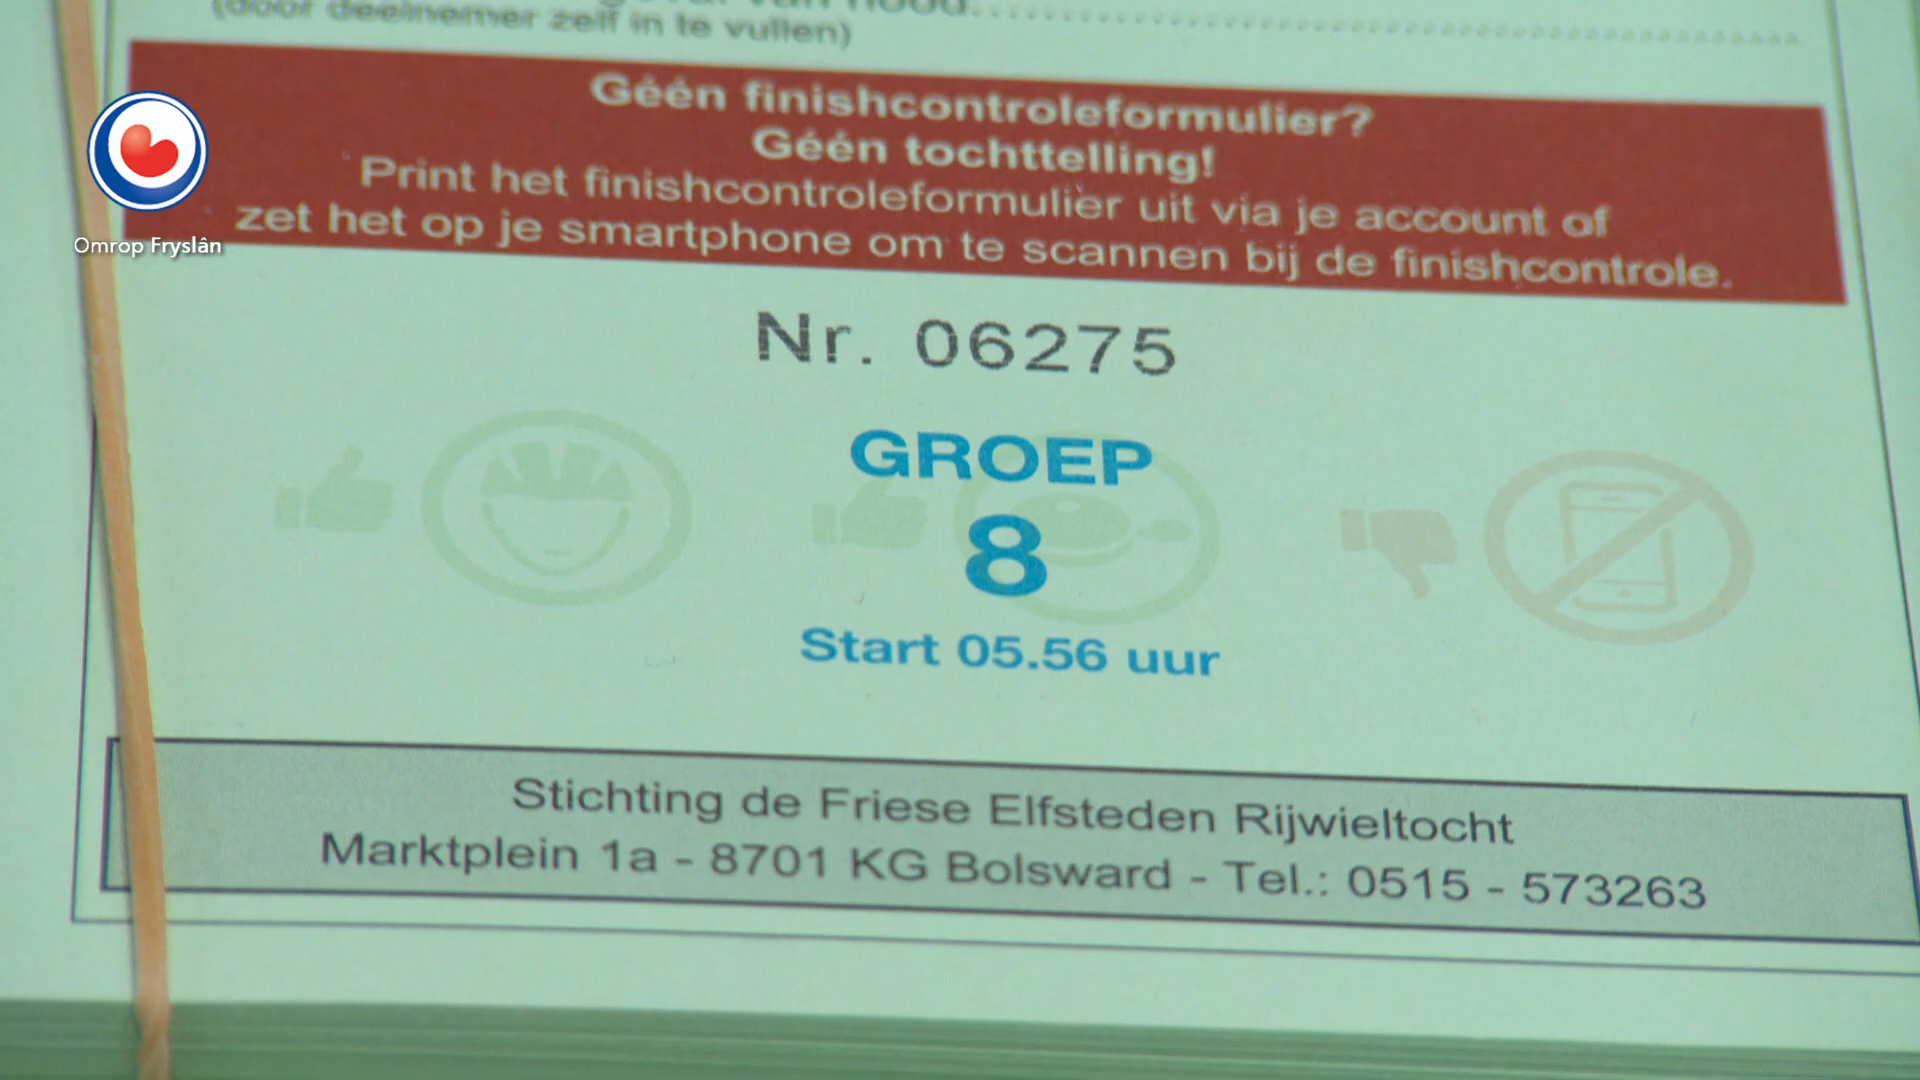 van nood
(door deelnemer zelf in te vullen)
Géén finishcontroleformulier?
Géén tochttelling!
Print het finishcontroleformulier uit via je account of
zet het op je smartphone om te scannen bij de finishcontrole.
Omrop Fryslân
Nr. 06275
GROEP
8
Start 05.56 uur
Stichting de Friese Elfsteden Rijwieltocht
Marktplein 1a - 8701 KG Bolsward - Tel.: 0515 - 573263